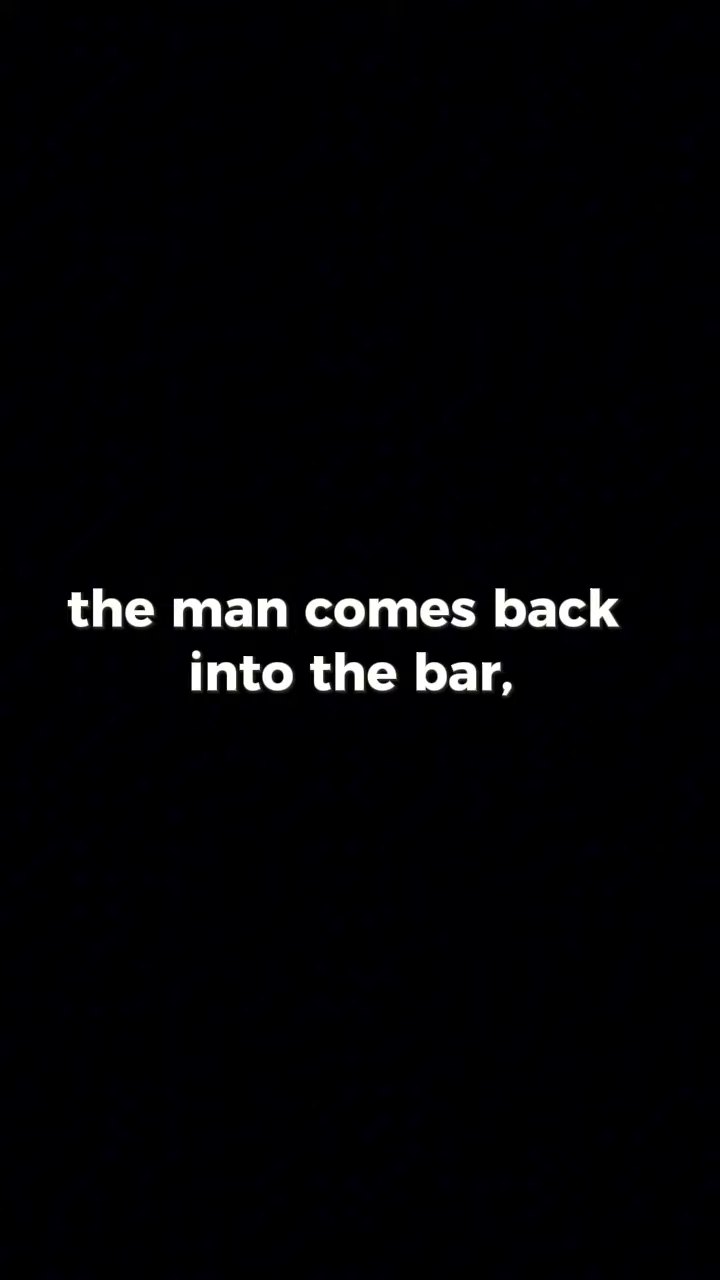 the man comes back
into the bar,